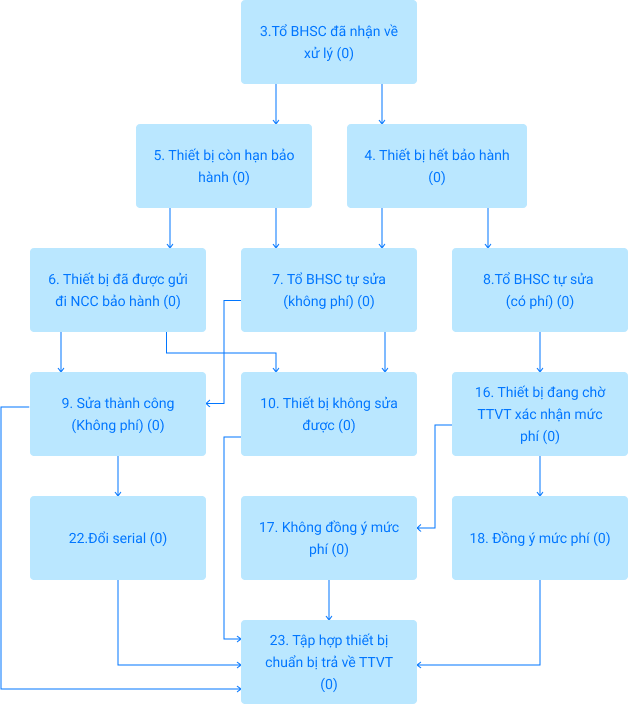 3.Tổ BHSC đã nhận về
xử lý (0)
5. Thiết bị còn hạn bảo
hành (0)
4. Thiết bị hết bảo hành
(0)
6. Thiết bị đã được gửi
đi NCC bảo hành (0)
7. Tổ BHSC tự sửa
(không phí) (0)
8.Tổ BHSC tự sửa
(có phí) (0)
9. Sửa thành công
(Không phí) (0)
10. Thiết bị không sửa
được (0)
16. Thiết bị đang chờ
TTVT xác nhận mức
phí (0)
22.Đổi serial (0)
17. Không đồng ý mức
phí (0)
18. Đồng ý mức phí (0)
23. Tập hợp thiết bị
chuẩn bị trả về TTVT
(0)